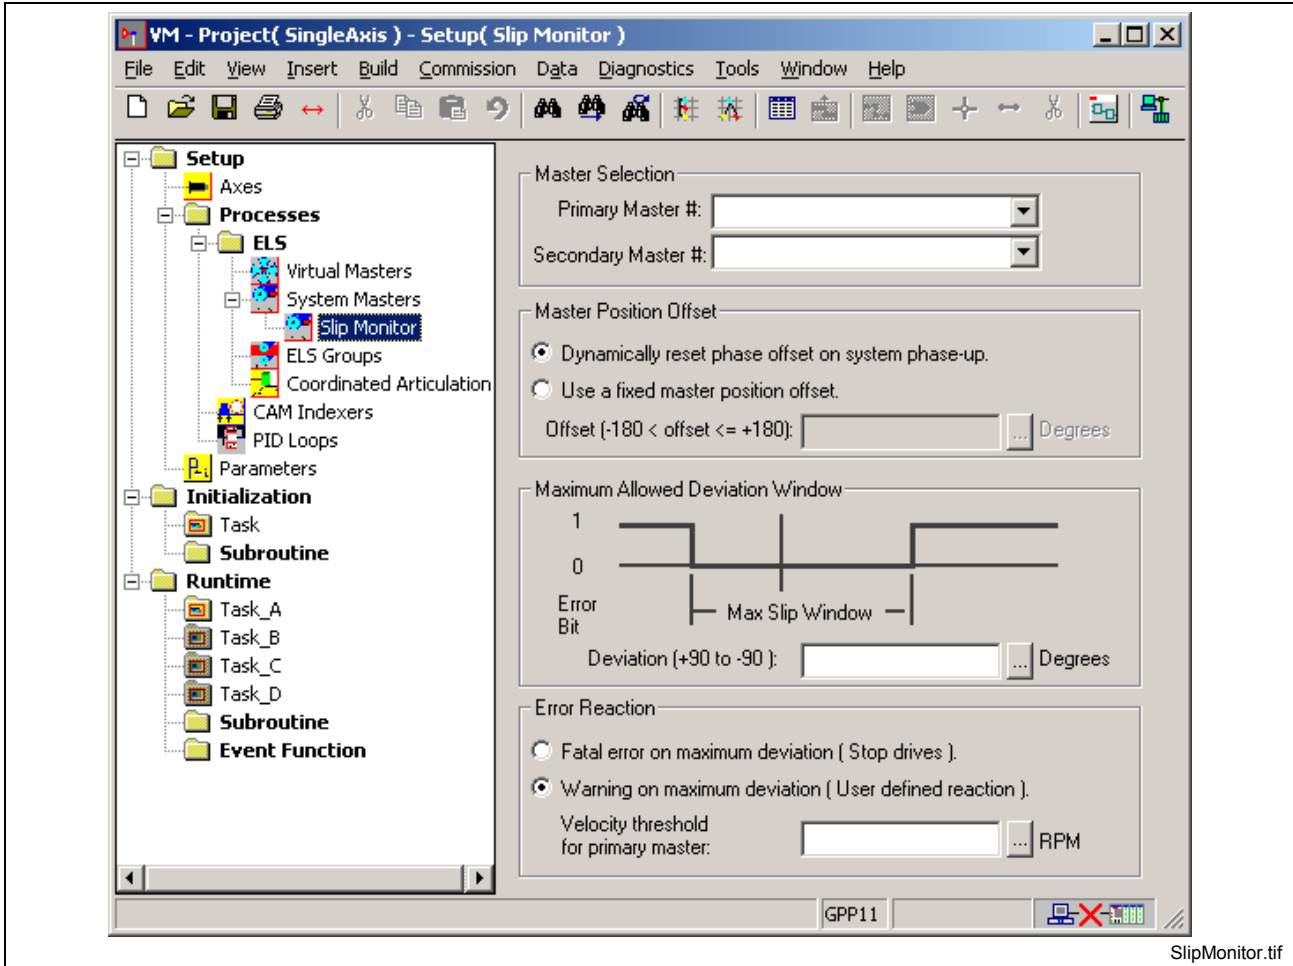 VM - Project( SingleAxis ) - Setup( Slip Monitor )
File Edit View Insert Build Commission Data Diagnostics Tools Window Help
Setup
Axes
Processes
ELS
Virtual Masters
System Masters
Slip Monitor
ELS Groups
Coordinated Articulation
CAM Indexers
PID Loops
Parameters
Initialization
Task
Subroutine
Runtime
Task_A
Task_B
Task_C
Task_D
Subroutine
Event Function
Master Selection
Primary Master #:
Secondary Master #:
Master Position Offset
Dynamically reset phase offset on system phase-up.
Use a fixed master position offset.
Offset (-180 < offset <= +180): ... Degrees
Maximum Allowed Deviation Window
1
0
Error
Bit
Max Slip Window
Deviation (+90 to -90 ): ... Degrees
Error Reaction
Fatal error on maximum deviation ( Stop drives ).
Warning on maximum deviation ( User defined reaction ).
Velocity threshold
for primary master: ... RPM
GPP11
SlipMonitor.tif